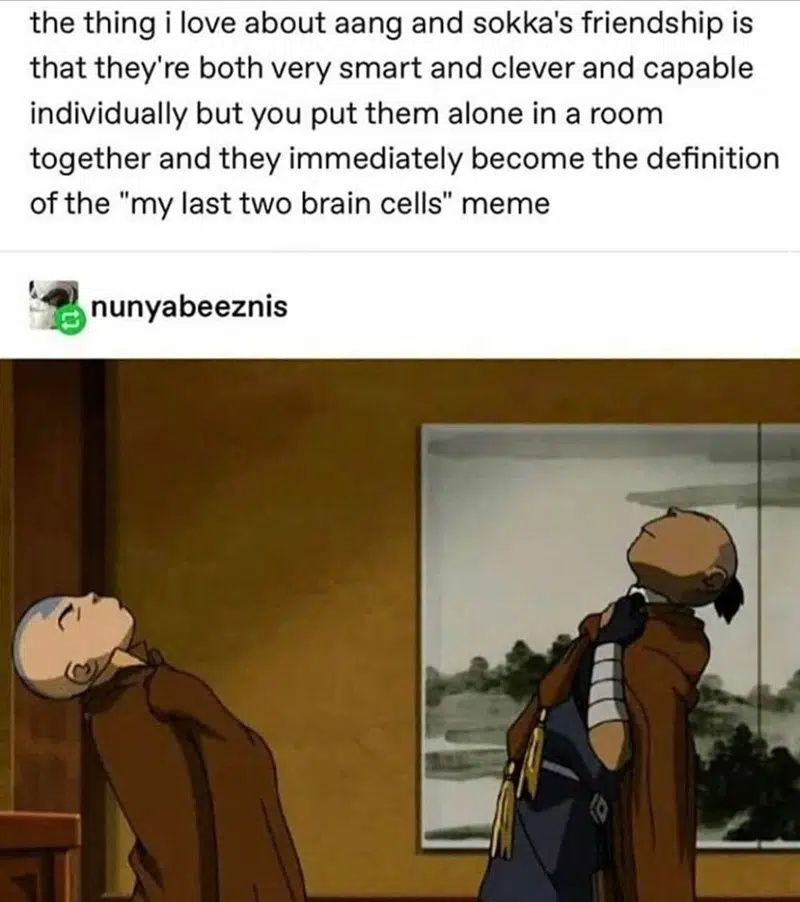 the thing i love about aang and sokka's friendship is
that they're both very smart and clever and capable
individually but you put them alone in a room
together and they immediately become the definition
of the "my last two brain cells" meme
nunyabeeznis